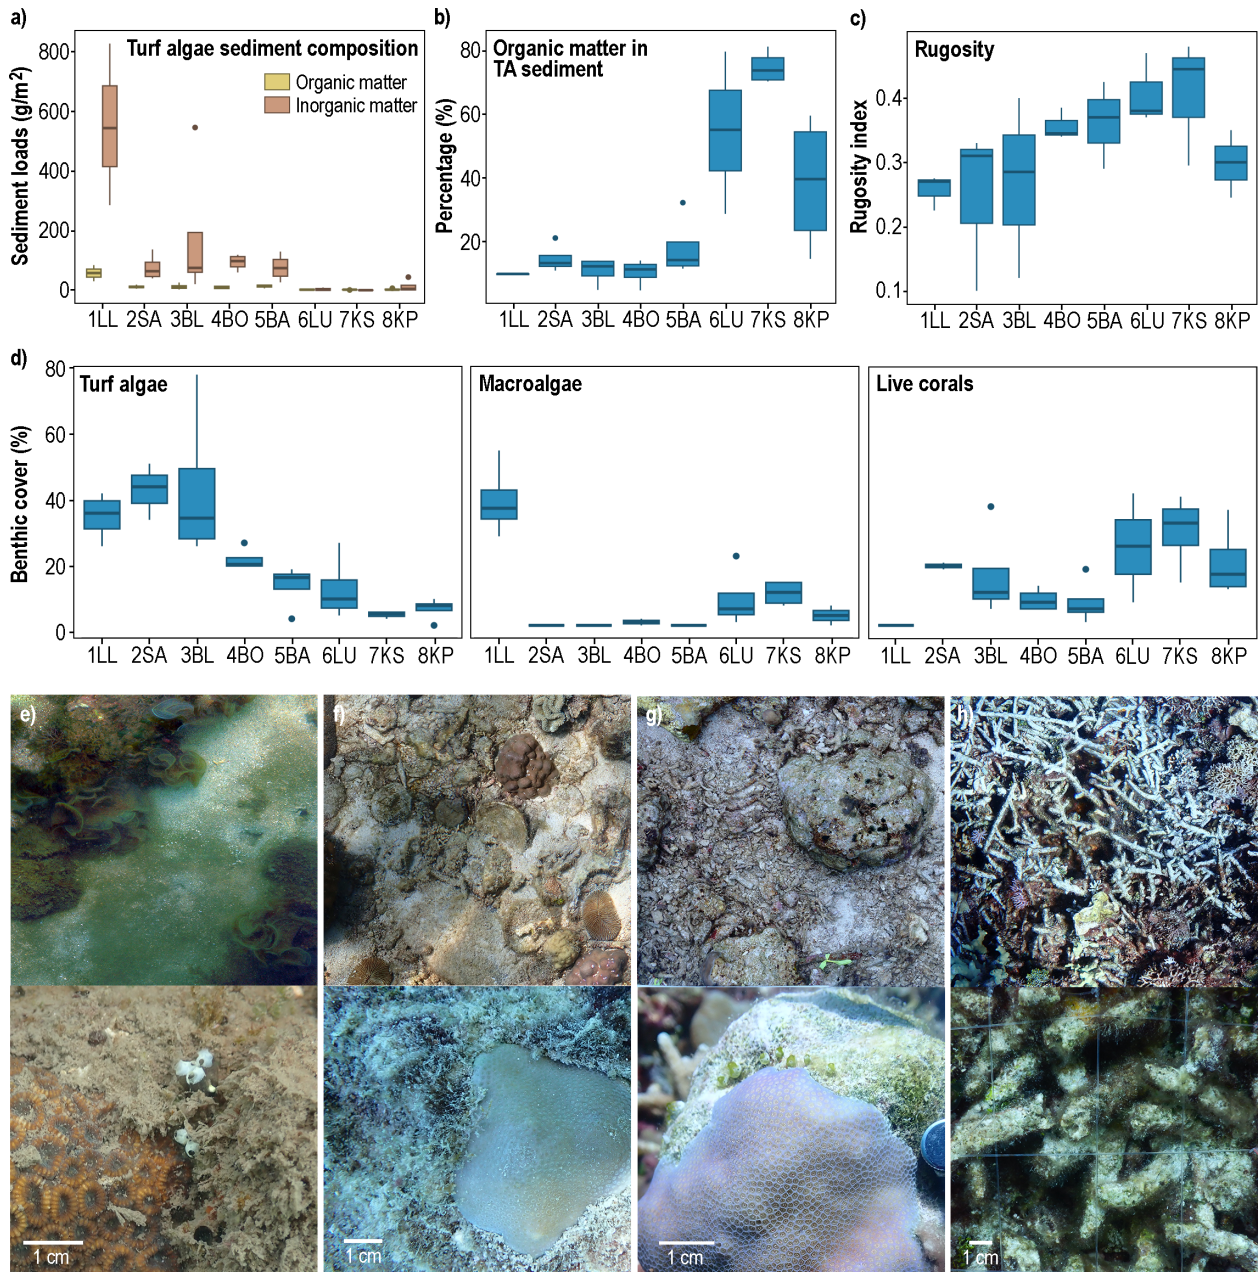 a)
Turf algae sediment composition
Organic matter
Inorganic matter
Sediment loads (g/m²)
800
600
400
200
0
1LL 2SA 3BL 4BO 5BA 6LU 7KS 8KP
b)
Organic matter in
TA sediment
Percentage (%)
80
60
40
20
1LL 2SA 3BL 4BO 5BA 6LU 7KS 8KP
c)
Rugosity
Rugosity index
0.4
0.3
0.2
0.1
1LL 2SA 3BL 4BO 5BA 6LU 7KS 8KP
d)
Turf algae
Benthic cover (%)
80
60
40
20
0
1LL 2SA 3BL 4BO 5BA 6LU 7KS 8KP
Macroalgae
1LL 2SA 3BL 4BO 5BA 6LU 7KS 8KP
Live corals
1LL 2SA 3BL 4BO 5BA 6LU 7KS 8KP
e)
f)
g)
h)
1 cm
1 cm
1 cm
1 cm